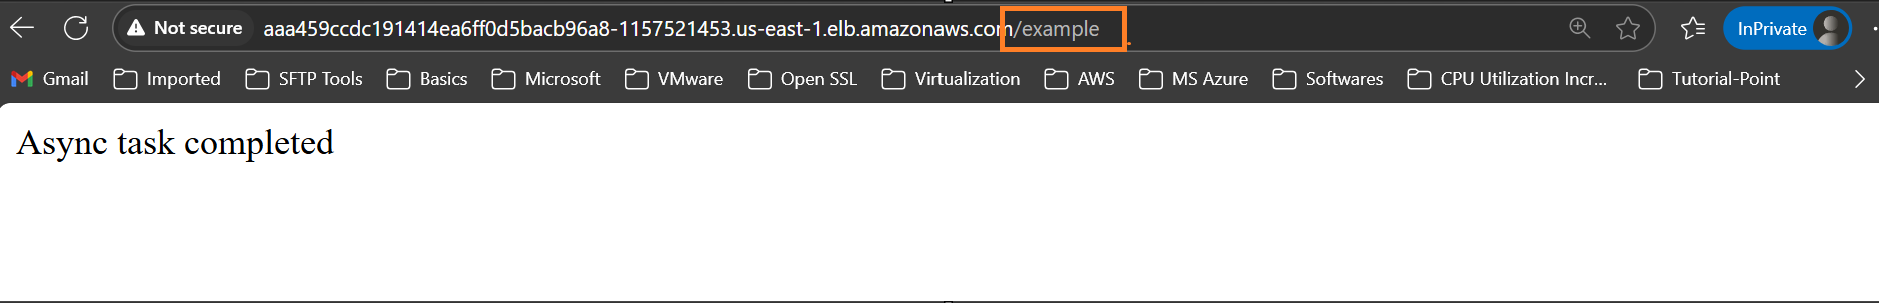 Not secure aaa459ccdc191414ea6ff0d5bacb96a8-1157521453.us-east-1.elb.amazonaws.com/example InPrivate
Gmail Imported SFTP Tools Basics Microsoft VMware Open SSL Virtualization AWS MS Azure Softwares CPU Utilization Incr... Tutorial-Point
Async task completed